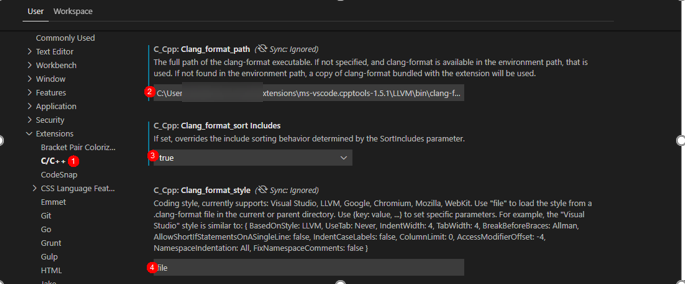 User
Workspace
Commonly Used
Text Editor
Workbench
Window
Features
Application
Security
Extensions
Bracket Pair Coloriz...
C/C++ 1
CodeSnap
CSS Language Feat...
Emmet
Git
Go
Grunt
Gulp
HTML
C_Cpp: Clang_format_path (Sync: Ignored)
The full path of the clang-format executable. If not specified, and clang-format is available in the environment path, that is
used. If not found in the environment path, a copy of clang-format bundled with the extension will be used.
2 C:\User xtensions\ms-vscode.cpptools-1.5.1\LLVM\bin\clang-f...
C_Cpp: Clang_format_sort Includes
If set, overrides the include sorting behavior determined by the SortIncludes parameter.
3 true
C_Cpp: Clang_format_style (Sync: Ignored)
Coding style, currently supports: Visual Studio, LLVM, Google, Chromium, Mozilla, WebKit. Use "file" to load the style from a
.clang-format file in the current or parent directory. Use {key: value, ...} to set specific parameters. For example, the "Visual
Studio" style is similar to: { BasedOnStyle: LLVM, UseTab: Never, IndentWidth: 4, TabWidth: 4, BreakBeforeBraces: Allman,
AllowShortIfStatementsOnASingleLine: false, IndentCaseLabels: false, ColumnLimit: 0, AccessModifierOffset: -4,
NamespaceIndentation: All, FixNamespaceComments: false }
4 file